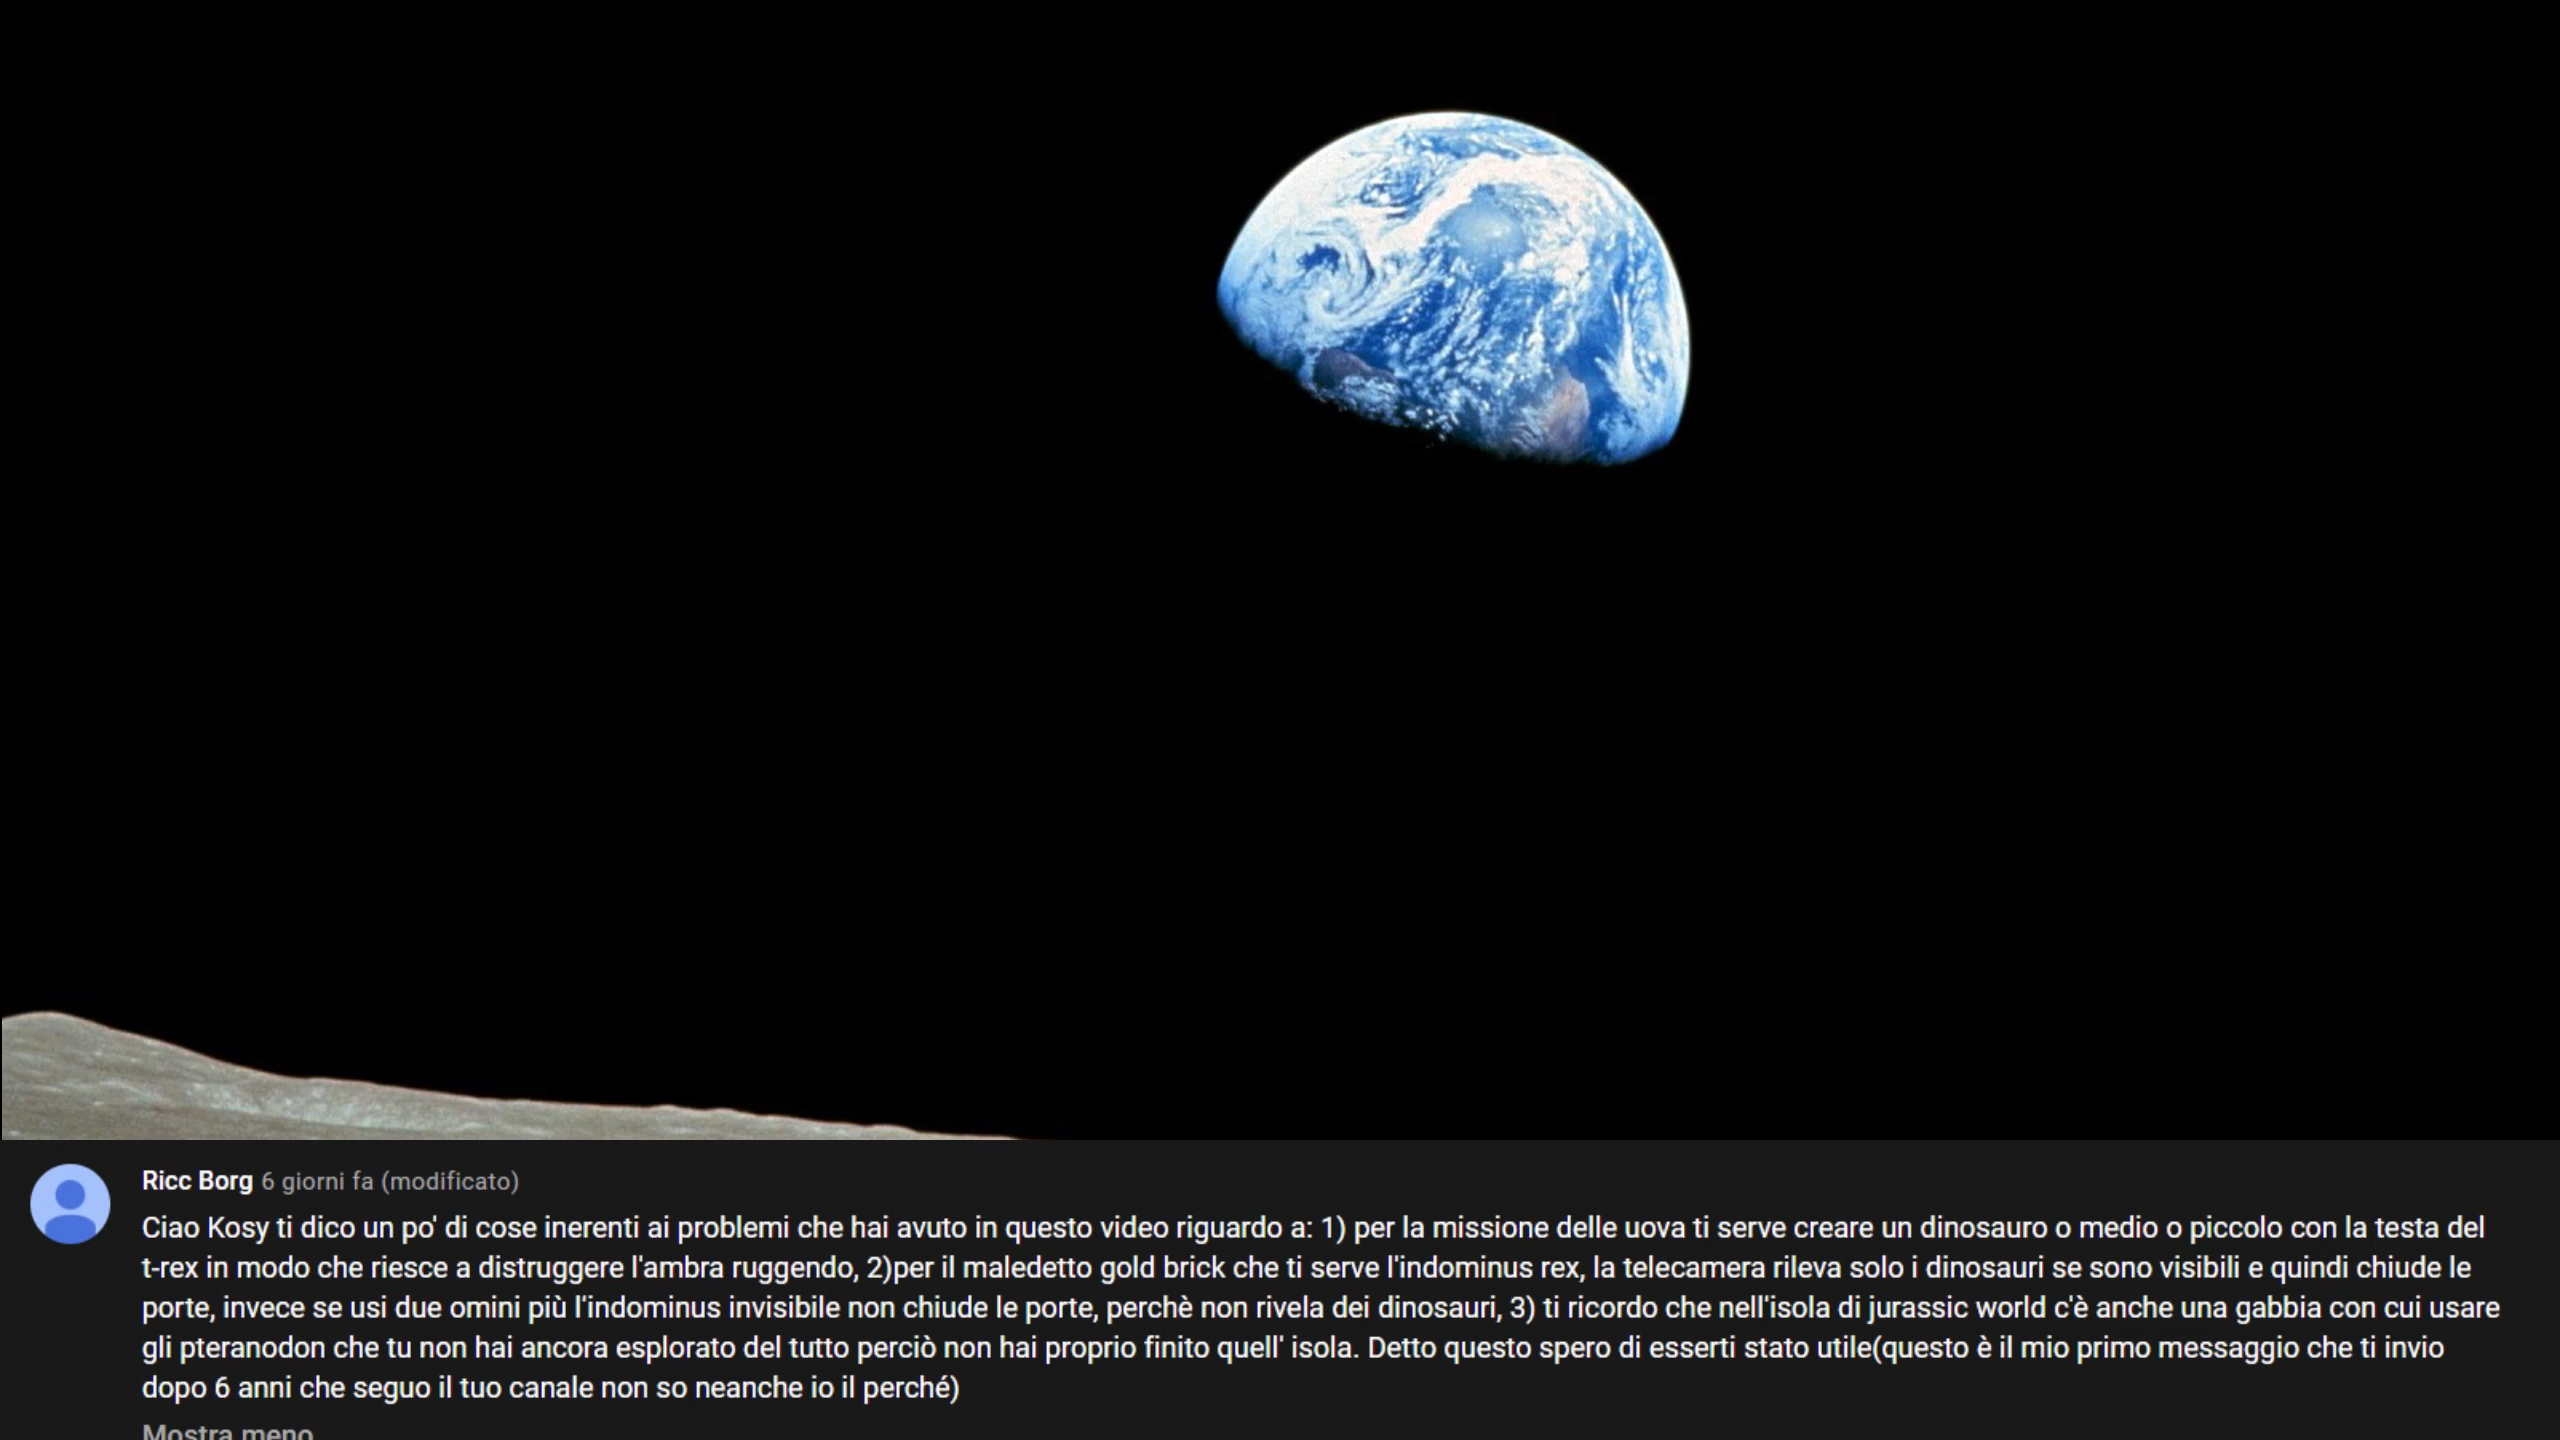 Ricc Borg 6 giorni fa (modificato)
Ciao Kosy ti dico un po' di cose inerenti ai problemi che hai avuto in questo video riguardo a: 1) per la missione delle uova ti serve creare un dinosauro o medio o piccolo con la testa del
t-rex in modo che riesce a distruggere l'ambra ruggendo, 2)per il maledetto gold brick che ti serve l'indominus rex, la telecamera rileva solo i dinosauri se sono visibili e quindi chiude le
porte, invece se usi due omini più l'indominus invisibile non chiude le porte, perchè non rivela dei dinosauri, 3) ti ricordo che nell'isola di jurassic world c'è anche una gabbia con cui usare
gli pteranodon che tu non hai ancora esplorato del tutto perciò non hai proprio finito quell' isola. Detto questo spero di esserti stato utile(questo è il mio primo messaggio che ti invio
dopo 6 anni che seguo il tuo canale non so neanche io il perché)
Mostra meno